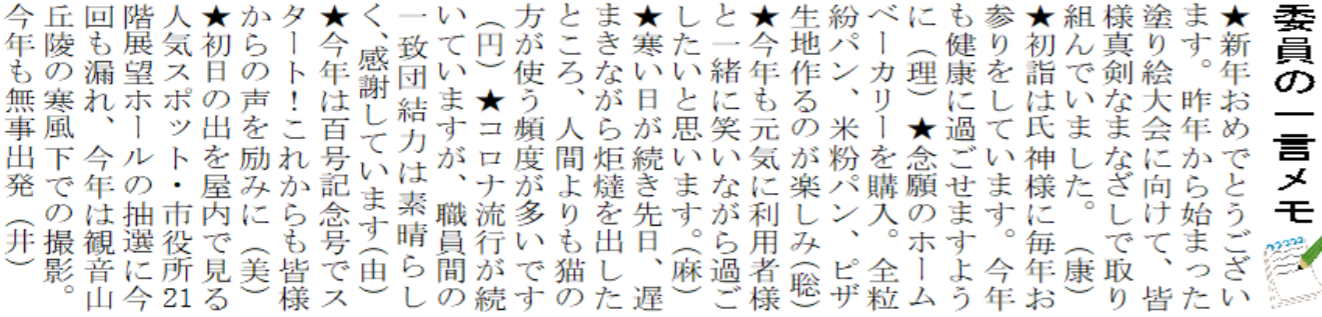 委員の一言メモ
★新年おめでとうござい
ます。昨年から始まった
塗り絵大会に向けて、皆
様真剣なまなざしで取り
組んでいました。（康）
★初詣は氏神様に毎年お
参りをしています。今年
も健康に過ごせますよう
に（理）★念願のホーム
ベーカリーを購入。全粒
紛パン、米粉パン、ピザ
生地作るのが楽しみ（聡）
★今年も元気に利用者様
と一緒に笑いながら過ご
したいと思います。（麻）
★寒い日が続き先日、遅
まきながら炬燵を出した
ところ、人間よりも猫の
方が使う頻度が多いです
（円）★コロナ流行が続
いていますが、職員間の
一致団結力は素晴らし
く、感謝しています（由）
★今年は百号記念号でス
タート！これからも皆様
からの声を励みに（美）
★初日の出を屋内で見る
人気スポット・市役所21
階展望ホールの抽選に今
回も漏れ、今年は観音山
丘陵の寒風下での撮影。
今年も無事出発（井）